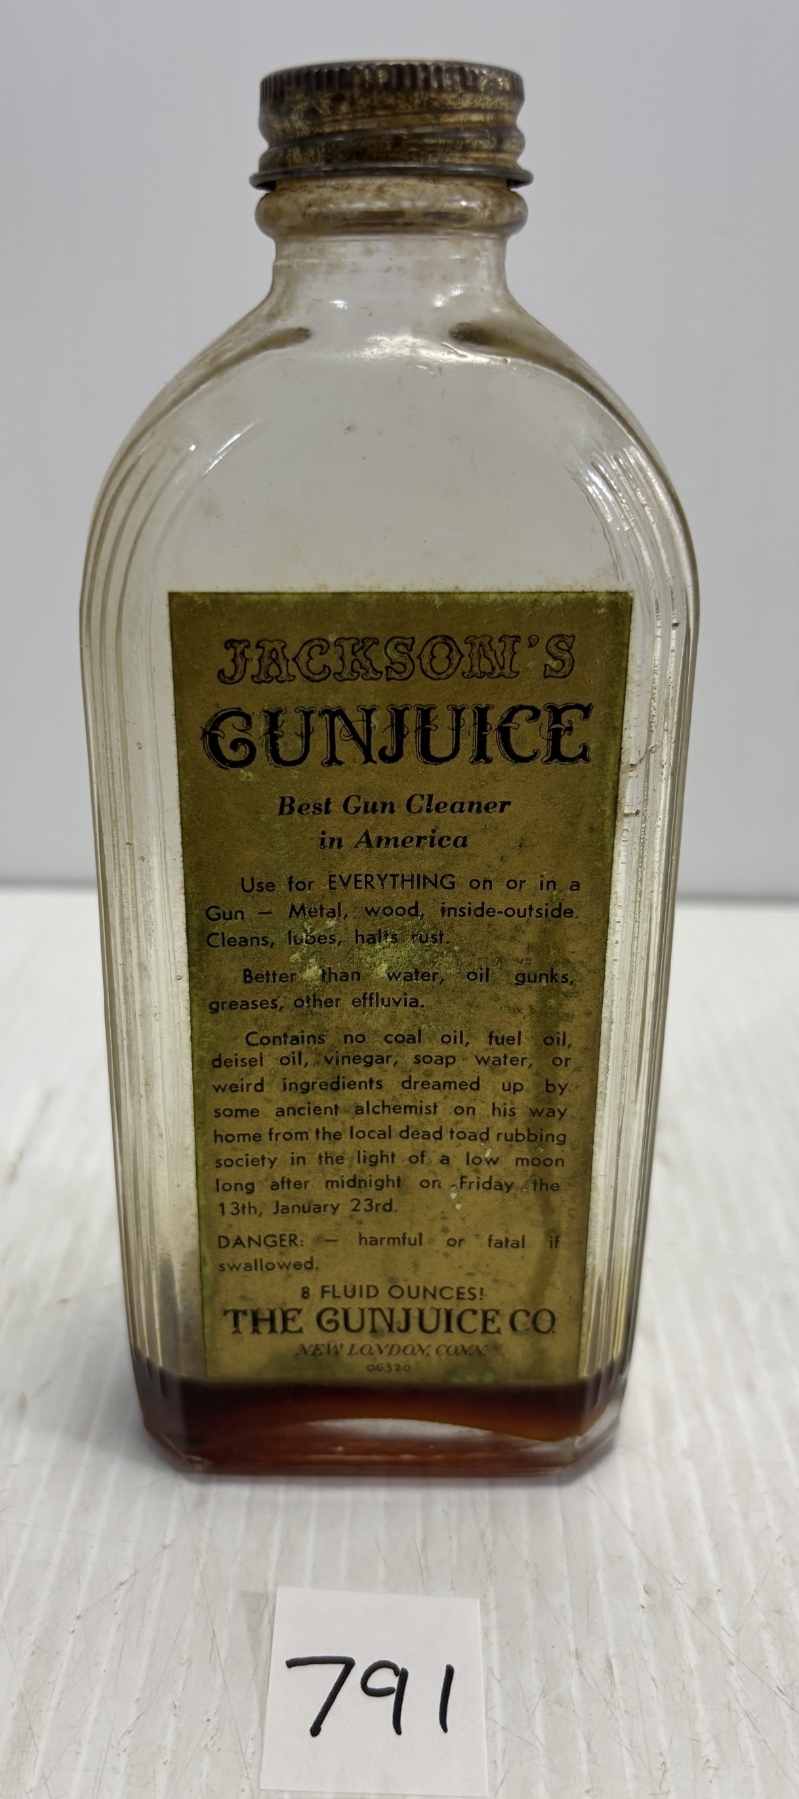 JACKSON'S
GUNJUICE
Best Gun Cleaner
in America
Use for EVERYTHING on or in a
Gun — Metal, wood, inside-outside.
Cleans, lubes, halts rust.
Better than water, oil gunks,
greases, other effluvia.
Contains no coal oil, fuel oil,
deisel oil, vinegar, soap water, or
weird ingredients dreamed up by
some ancient alchemist on his way
home from the local dead toad rubbing
society in the light of a low moon
long after midnight on Friday the
13th, January 23rd.
DANGER: — harmful or fatal if
swallowed.
8 FLUID OUNCES!
THE GUNJUICE CO.
NEW LONDON, CONN.
06320
791